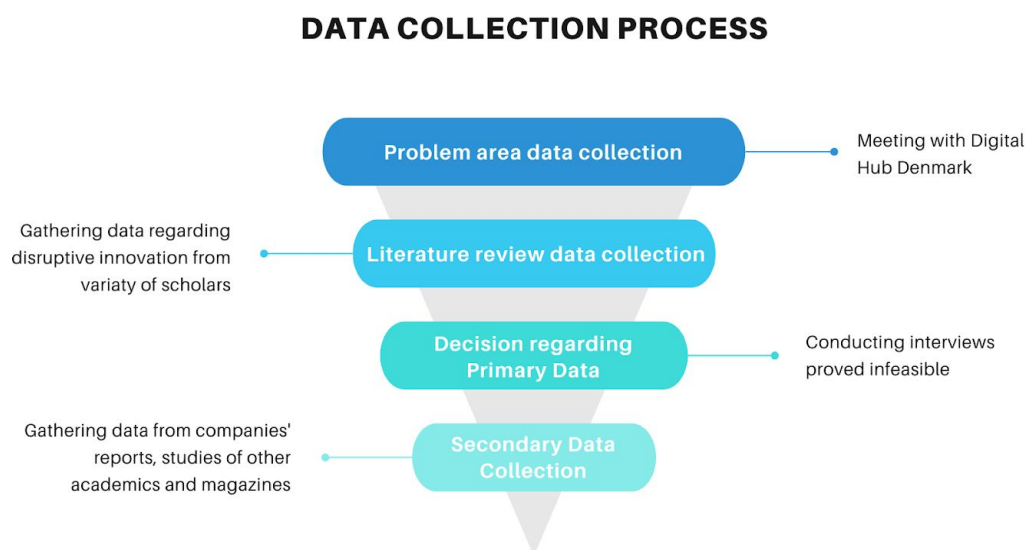 DATA COLLECTION PROCESS
Problem area data collection
Meeting with Digital
Hub Denmark
Literature review data collection
Gathering data regarding
disruptive innovation from
variaty of scholars
Decision regarding
Primary Data
Conducting interviews
proved infeasible
Secondary Data
Collection
Gathering data from companies'
reports, studies of other
academics and magazines